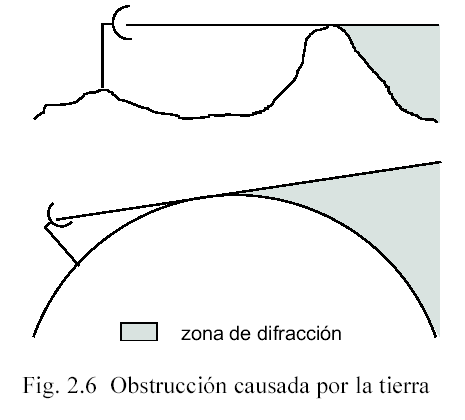 zona de difracción
Fig. 2.6 Obstrucción causada por la tierra